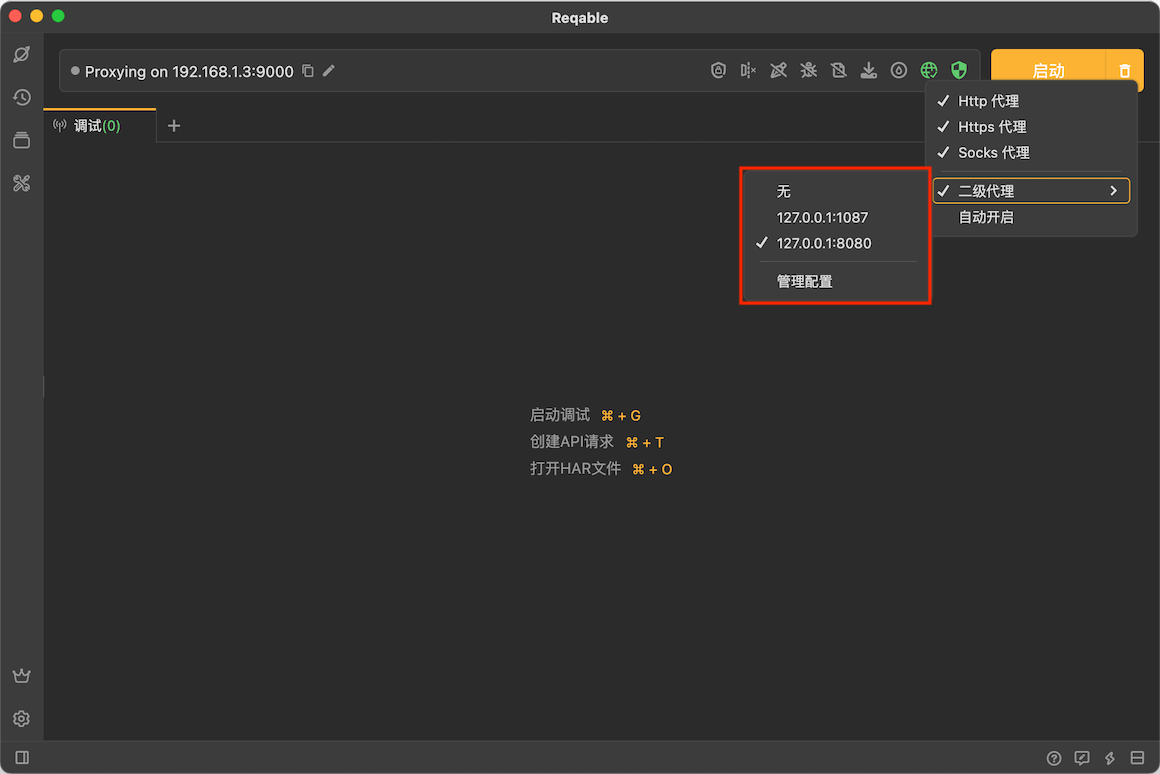 Reqable
Proxying on 192.168.1.3:9000
启动
调试(0)
Http 代理
Https 代理
Socks 代理
二级代理
自动开启
无
127.0.0.1:1087
127.0.0.1:8080
管理配置
启动调试 ⌘ + G
创建API请求 ⌘ + T
打开HAR文件 ⌘ + O